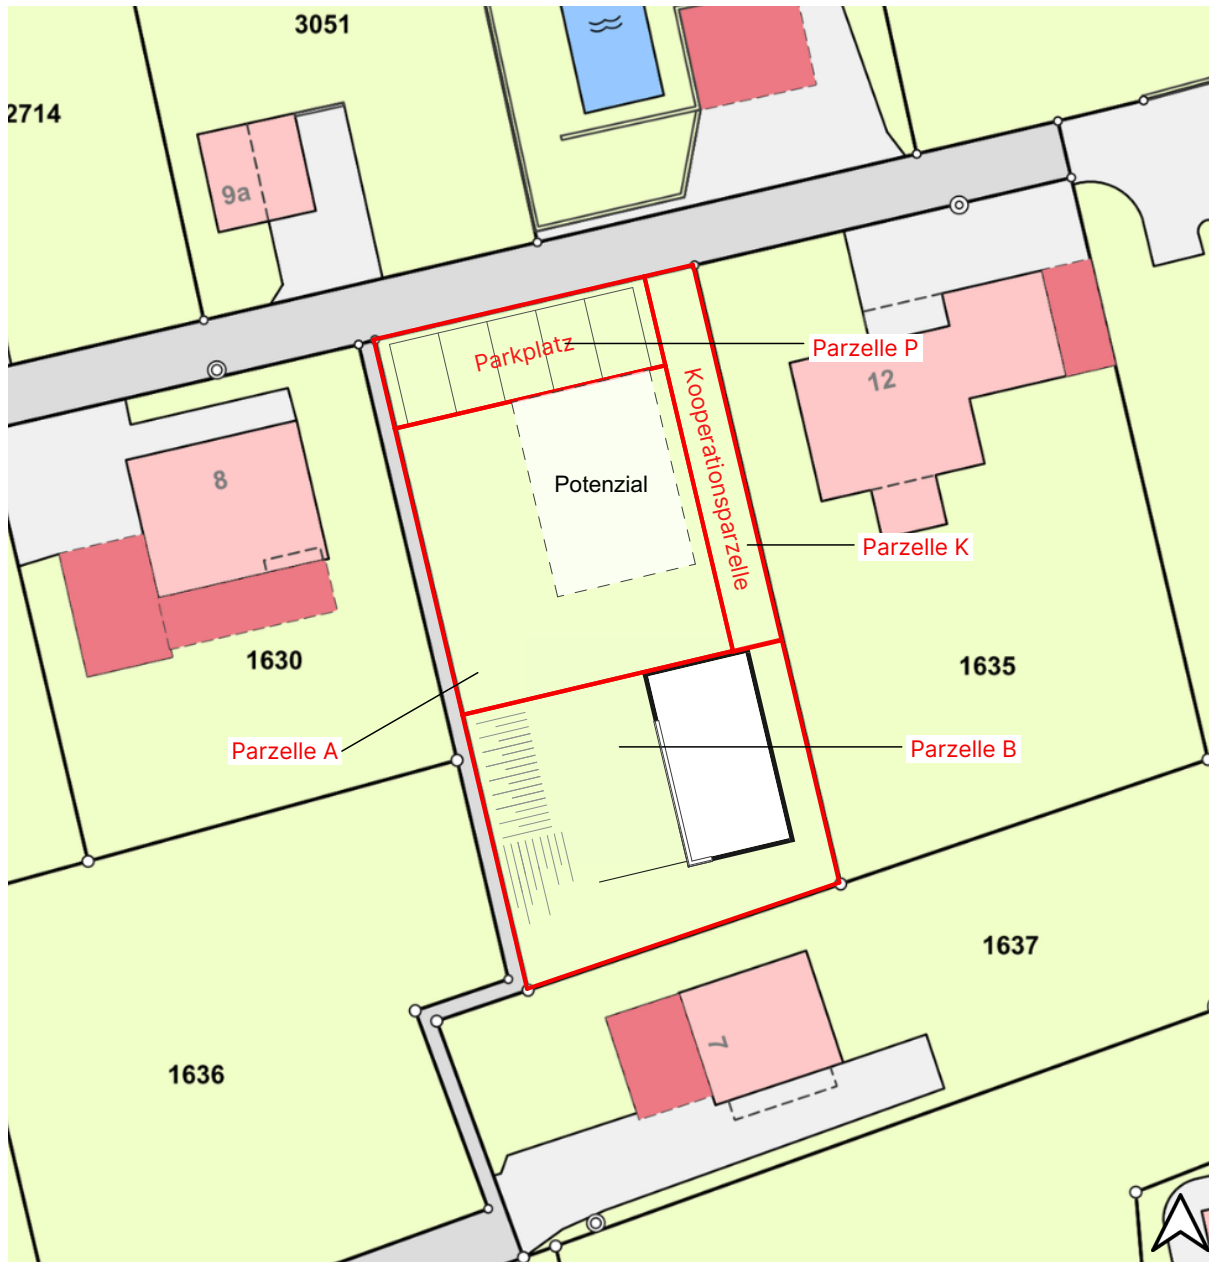 3051
2714
9a
Parkplatz
Parzelle P
12
Kooperationsparzelle
8
Potenzial
Parzelle K
1630
1635
Parzelle A
Parzelle B
1637
7
1636